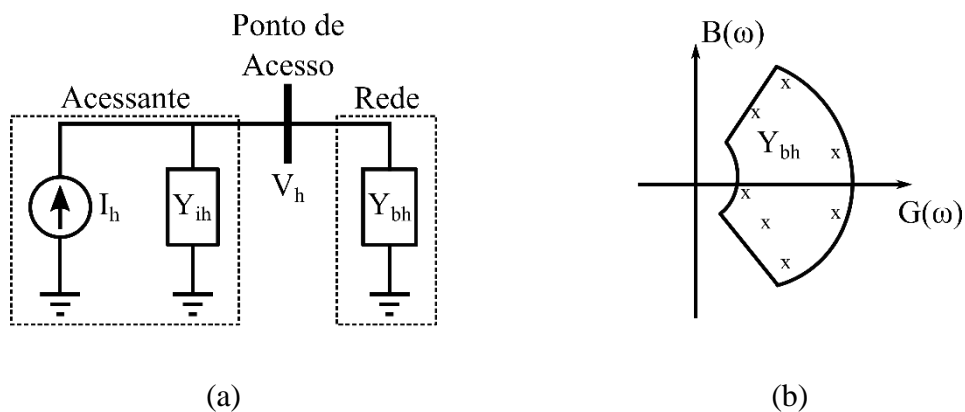 Ponto de
Acesso
Acessante
Rede
I_h
Y_ih
V_h
Y_bh
(a)
B(ω)
x
x
Y_bh
x
x
G(ω)
x
x
x
(b)